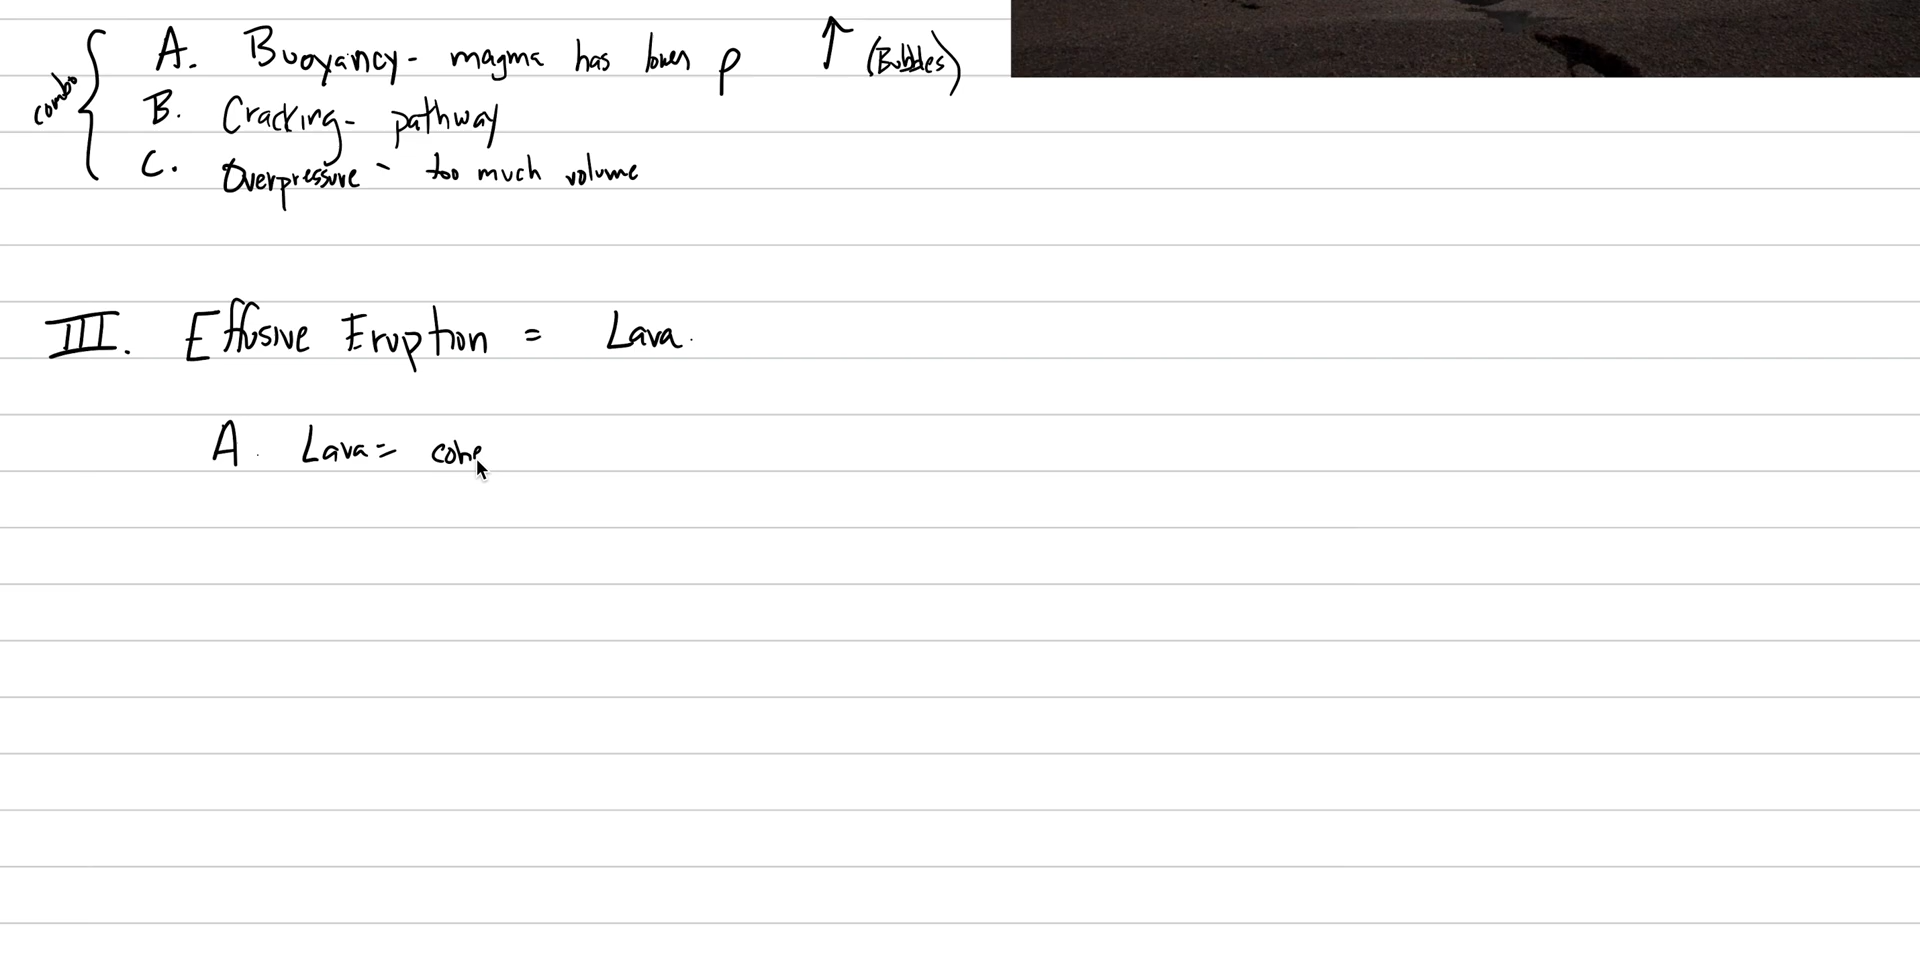 A. Buoyancy - magma has lower ρ ↑ (Bubbles)
combo { B. Cracking - pathway
C. Overpressure - too much volume
III. Effusive Eruption = Lava.
A. Lava = cohe